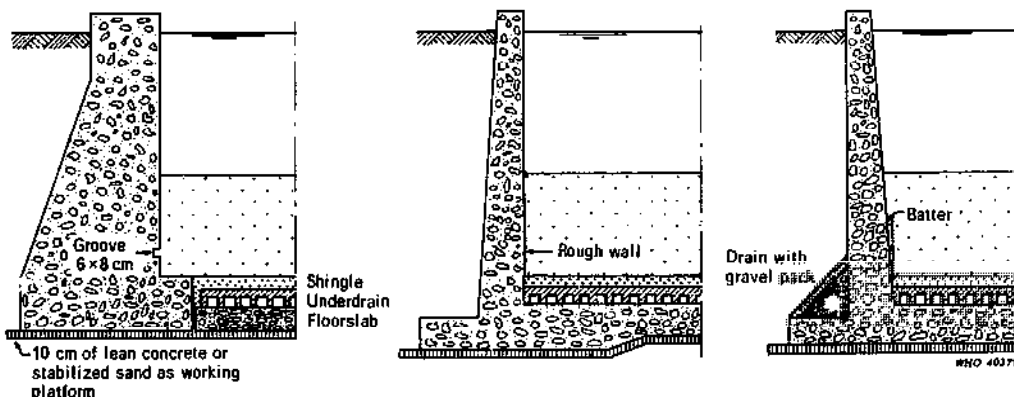 Groove
6×8 cm
Shingle
Underdrain
Floorslab
10 cm of lean concrete or
stabilized sand as working
platform
Rough wall
Batter
Drain with
gravel pack
WHO 4037